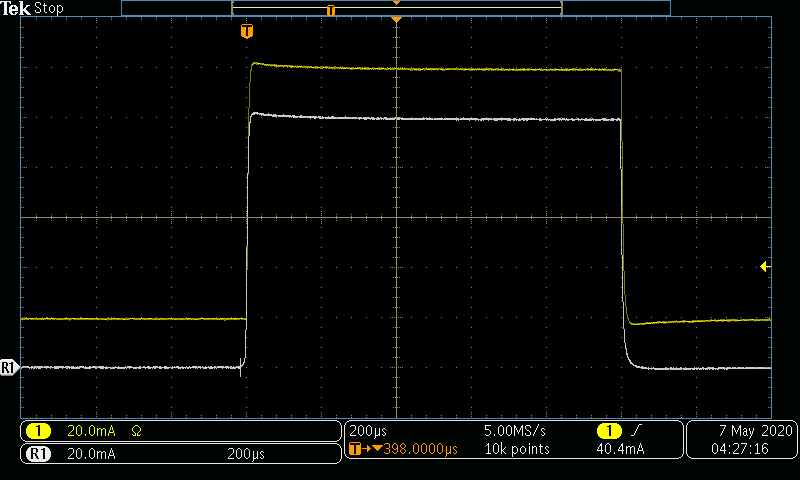 Tek Stop
T
T
R1
1 20.0mA Ω
R1 20.0mA 200µs
200µs 5.00MS/s 1
T→▼398.0000µs 10k points 40.4mA
7 May 2020
04:27:16